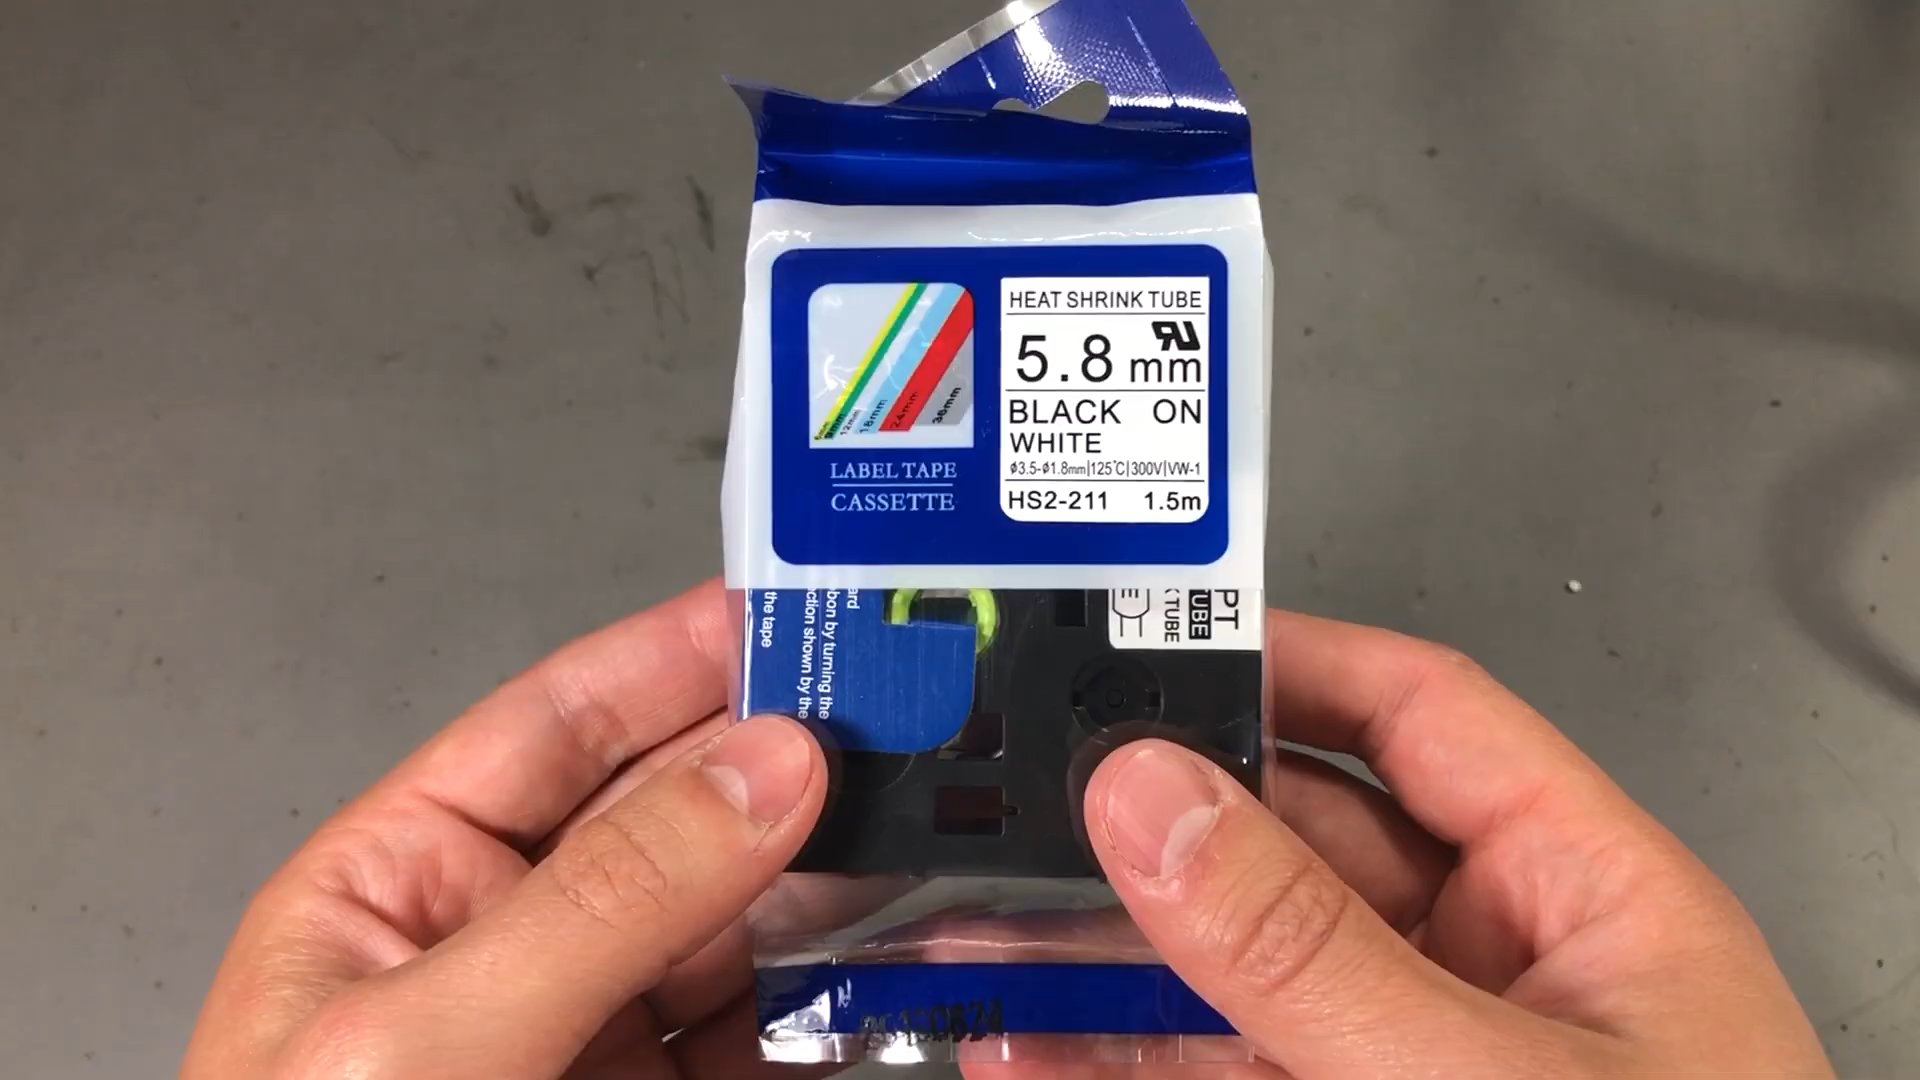 HEAT SHRINK TUBE
5.8 mm
BLACK ON
WHITE
Ø3.5-Ø1.8mm|125℃|300V|VW-1
HS2-211 1.5m
6mm
9mm
12mm
18mm
24mm
36mm
LABEL TAPE
CASSETTE
the tape
ction shown by the
bon by turning the
ard
E
TUBE
UBE
PT